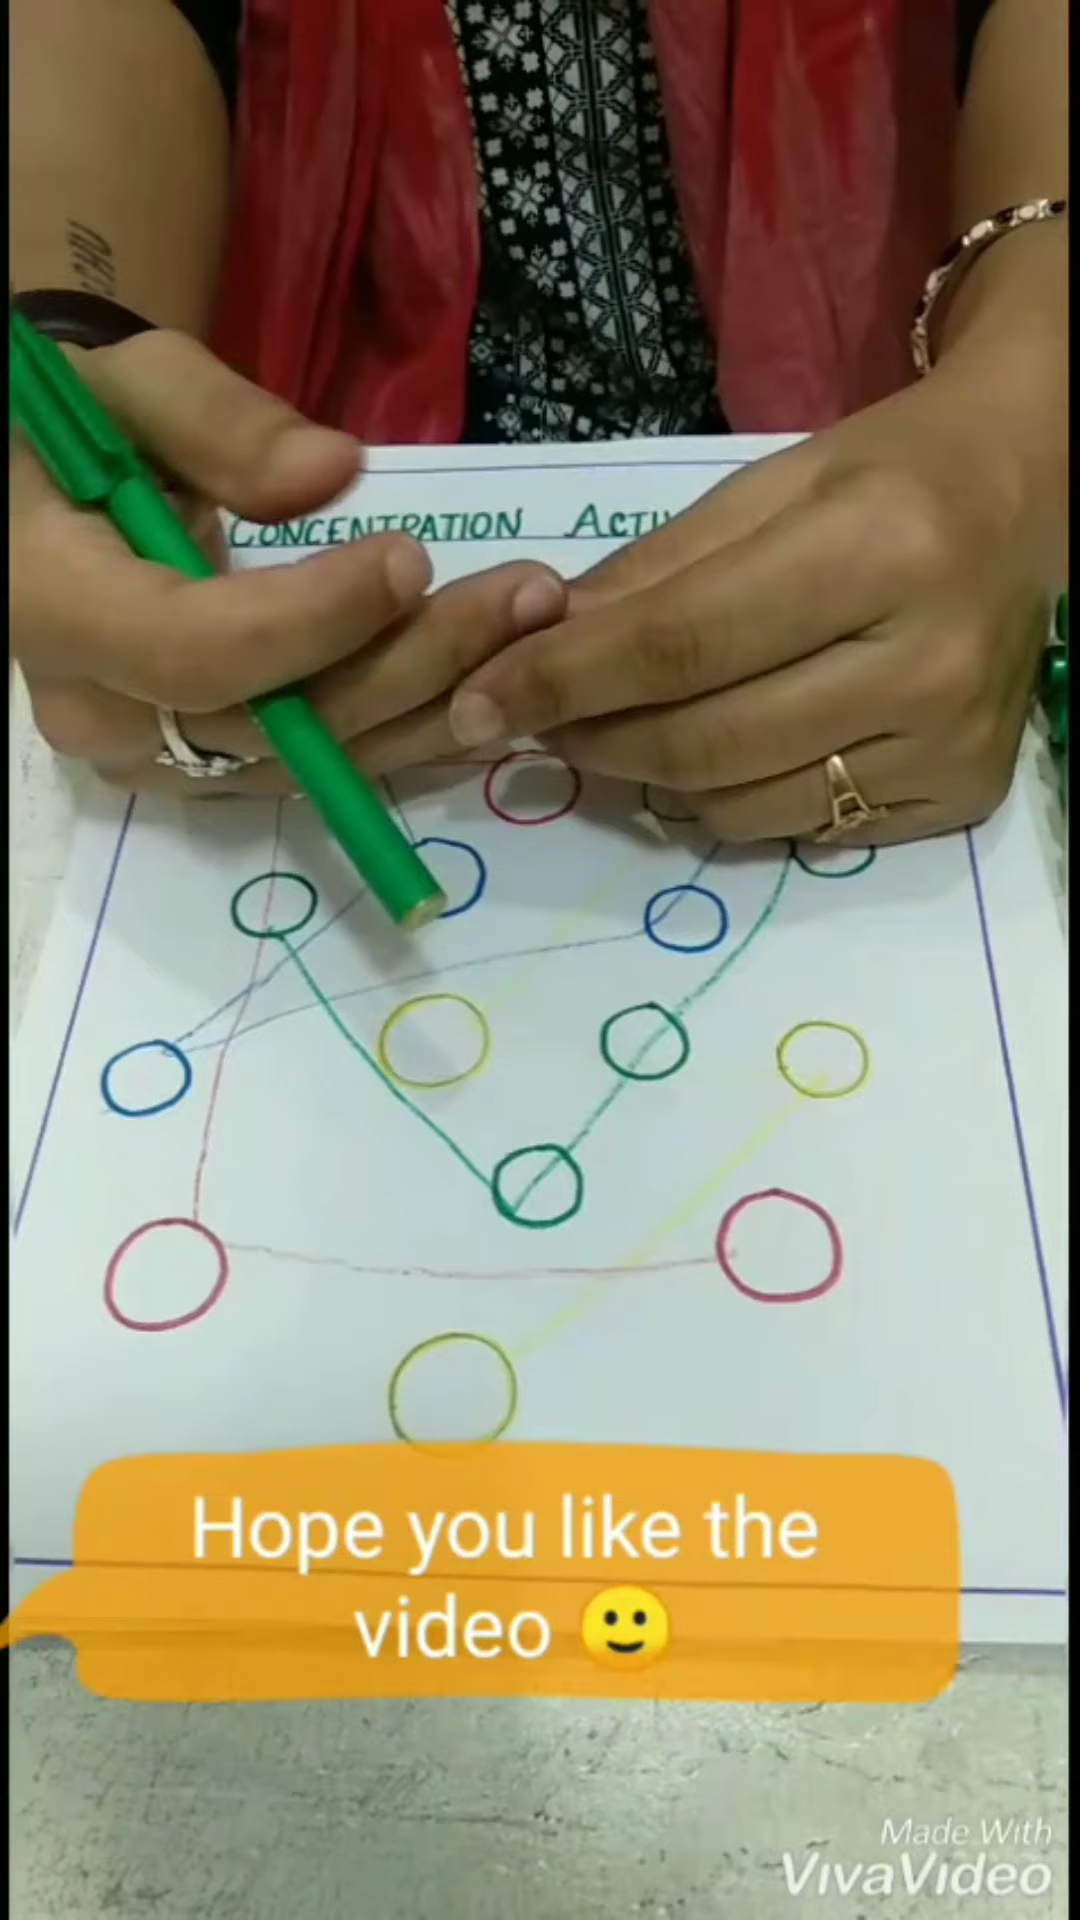 CONCENTRATION
Hope you like the
video 🙂
Made With
VivaVideo